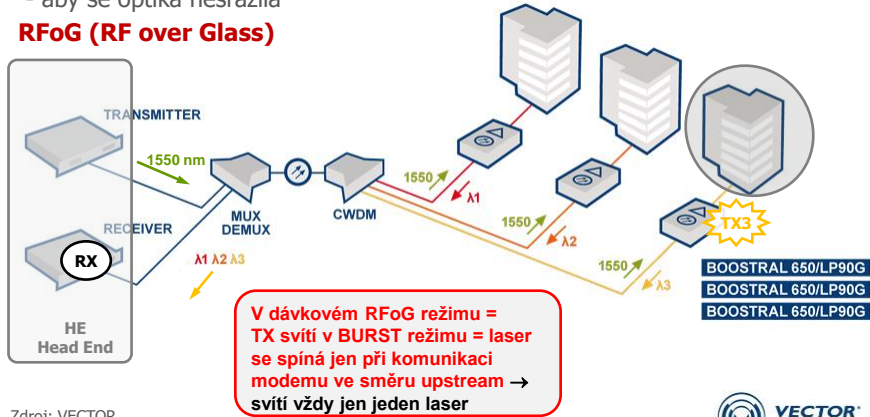 - aby se optika nesrazila
RFoG (RF over Glass)
TRANSMITTER
1550 nm
MUX
DEMUX
CWDM
RECEIVER
RX
λ1 λ2 λ3
HE
Head End
1550
λ1
1550
λ2
1550
λ3
TX3
BOOSTRAL 650/LP90G
BOOSTRAL 650/LP90G
BOOSTRAL 650/LP90G
V dávkovém RFoG režimu =
TX svítí v BURST režimu = laser
se spíná jen při komunikaci
modemu ve směru upstream →
svítí vždy jen jeden laser
Zdroj: VECTOR
VECTOR®